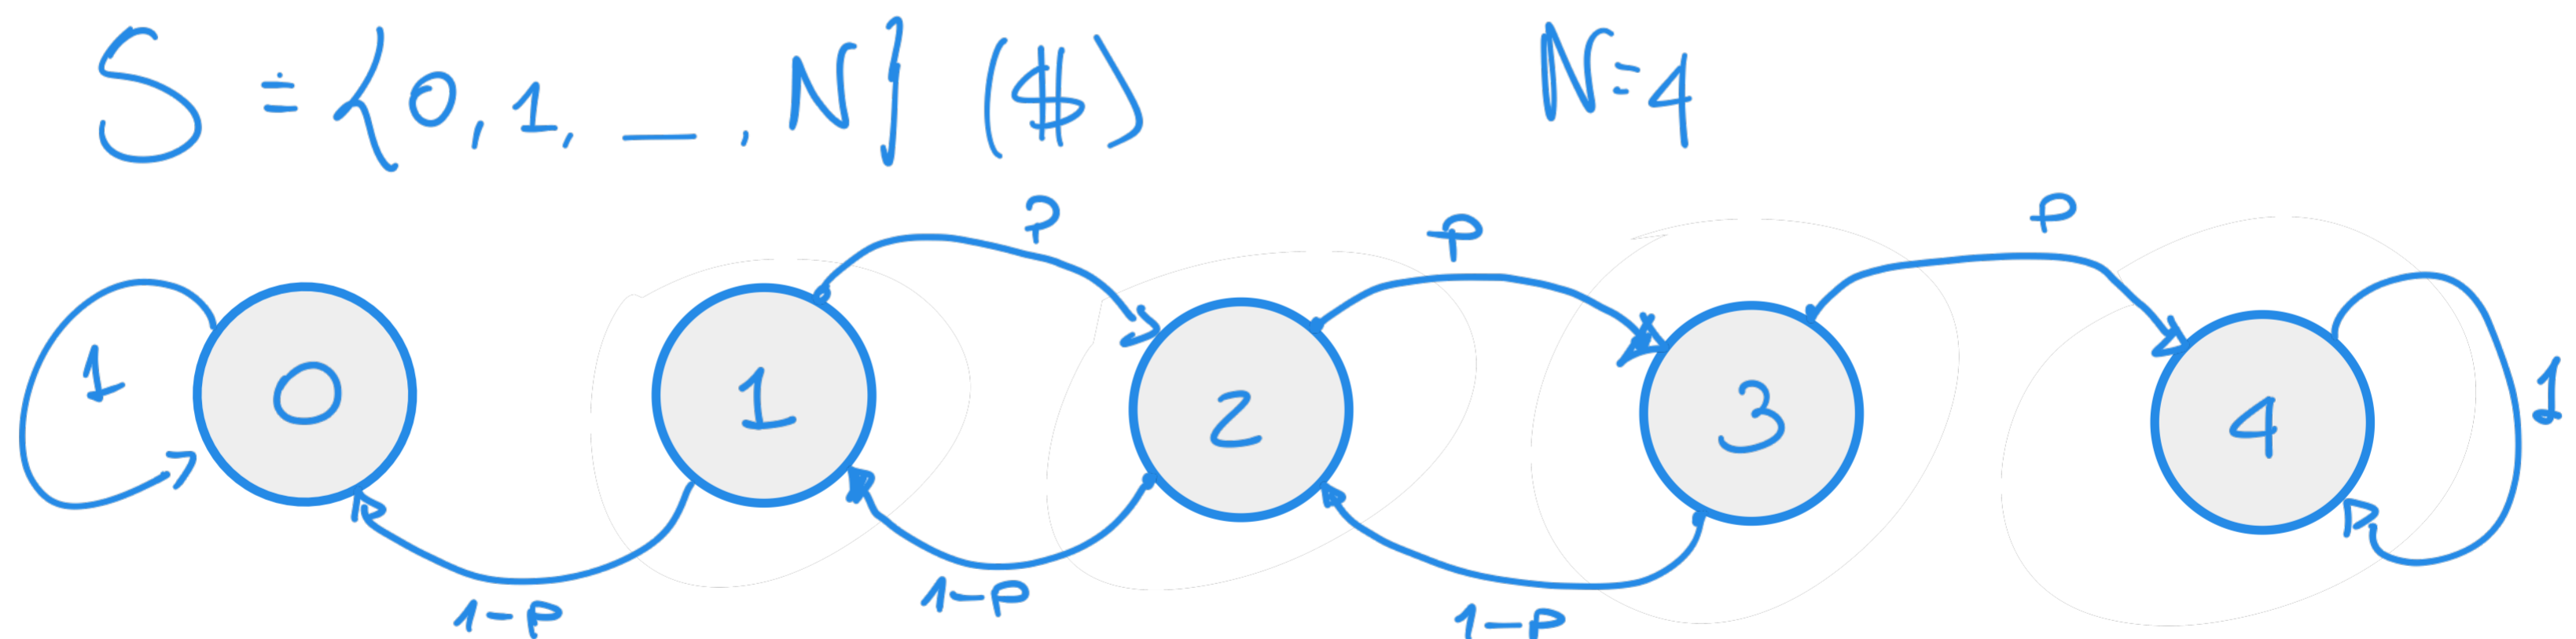 S ≐ {0, 1, _ , N} ($) N=4
P P P
1 0 1 2 3 4 1
1-P 1-P 1-P